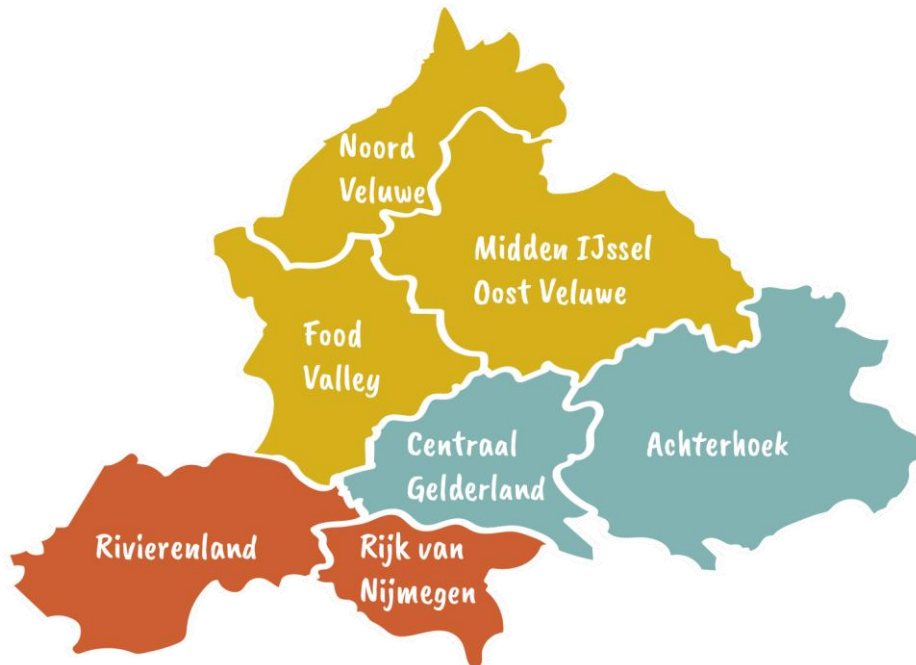 Noord
Veluwe
Midden IJssel
Oost Veluwe
Food
Valley
Centraal
Gelderland
Achterhoek
Rivierenland
Rijk van
Nijmegen